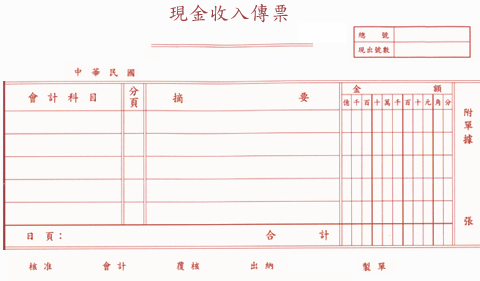 現金收入傳票
總號
現出號數
中華民國
會計科目 分頁 摘要 金額
億千百十萬千百十元角分
附單據 張
日頁： 合計
核准 會計 覆核 出納 製單